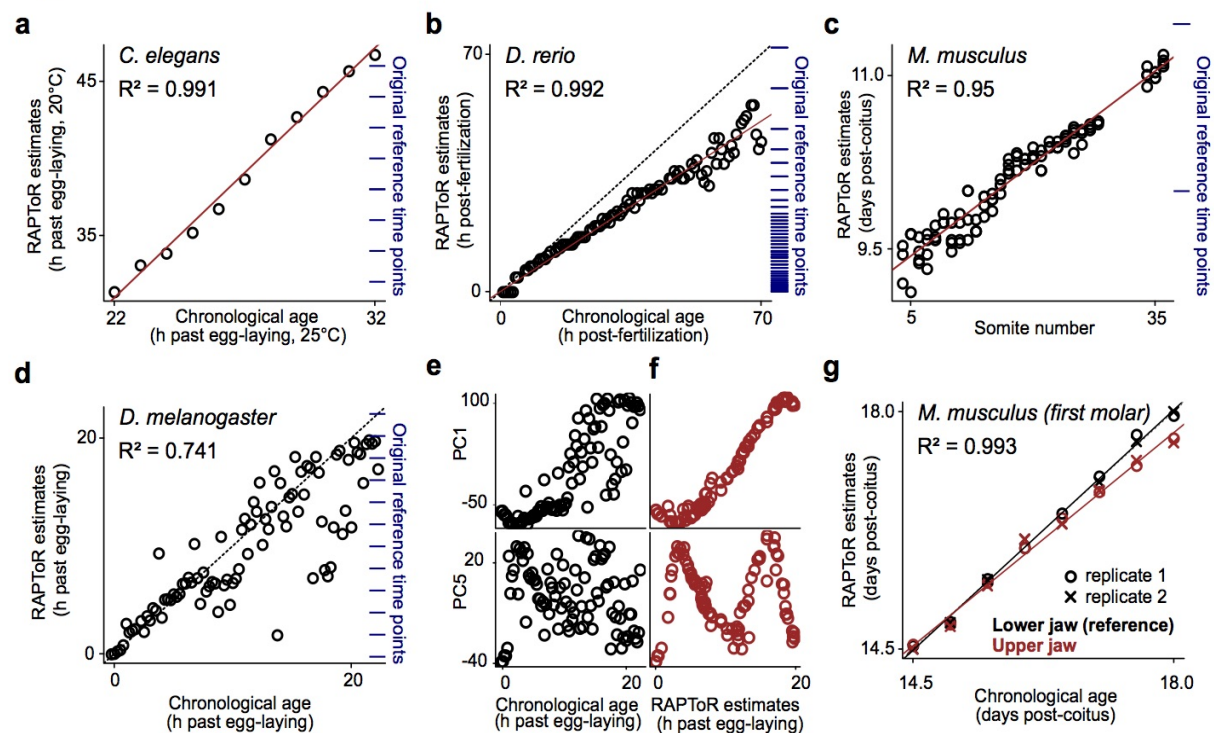 a
C. elegans
R² = 0.991
RAPToR estimates
(h past egg-laying, 20°C)
45
35
22
32
Chronological age
(h past egg-laying, 25°C)
Original reference time points
b
D. rerio
R² = 0.992
RAPToR estimates
(h post-fertilization)
70
0
0
70
Chronological age
(h post-fertilization)
Original reference time points
c
M. musculus
R² = 0.95
RAPToR estimates
(days post-coitus)
11.0
9.5
5
35
Somite number
Original reference time points
d
D. melanogaster
R² = 0.741
RAPToR estimates
(h past egg-laying)
20
0
0
20
Chronological age
(h past egg-laying)
Original reference time points
e
PC1
100
-50
PC5
20
-40
0
20
Chronological age
(h past egg-laying)
f
0
20
RAPToR estimates
(h past egg-laying)
g
M. musculus (first molar)
R² = 0.993
RAPToR estimates
(days post-coitus)
18.0
14.5
replicate 1
replicate 2
Lower jaw (reference)
Upper jaw
14.5
18.0
Chronological age
(days post-coitus)